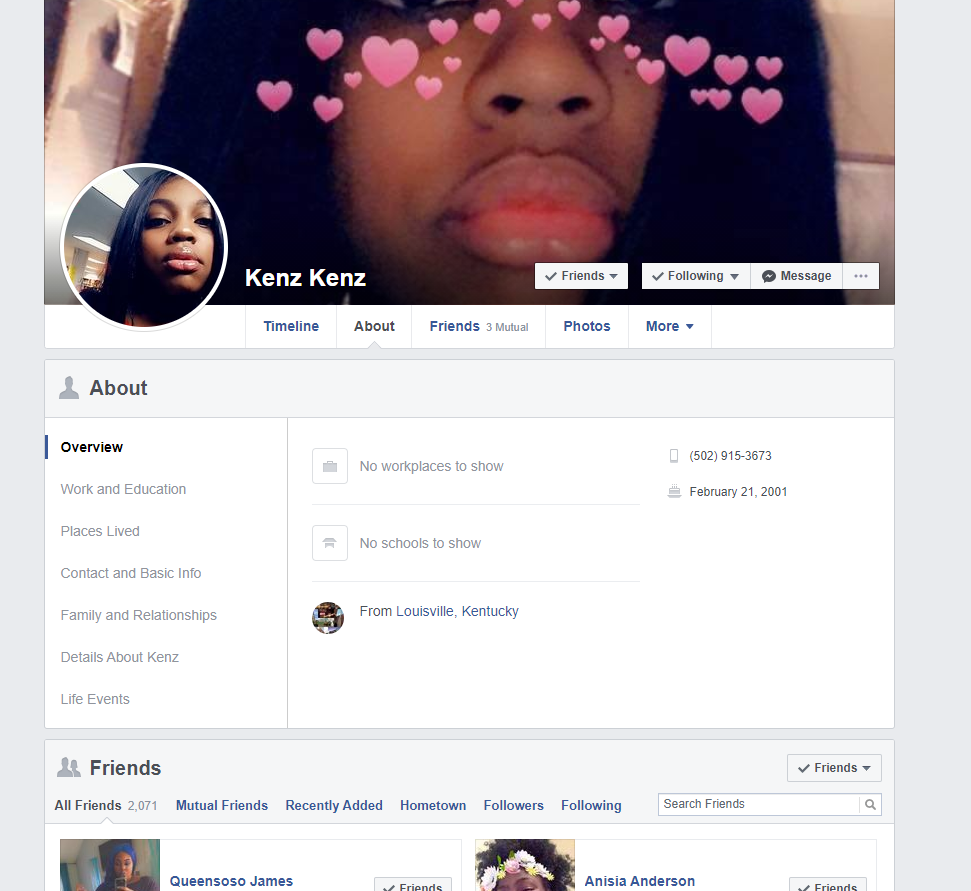 Kenz Kenz
Friends
Following
Message
Timeline
About
Friends 3 Mutual
Photos
More
About
Overview
Work and Education
Places Lived
Contact and Basic Info
Family and Relationships
Details About Kenz
Life Events
No workplaces to show
No schools to show
From Louisville, Kentucky
(502) 915-3673
February 21, 2001
Friends
Friends
All Friends 2,071
Mutual Friends
Recently Added
Hometown
Followers
Following
Search Friends
Queensoso James
Friends
Anisia Anderson
Friends